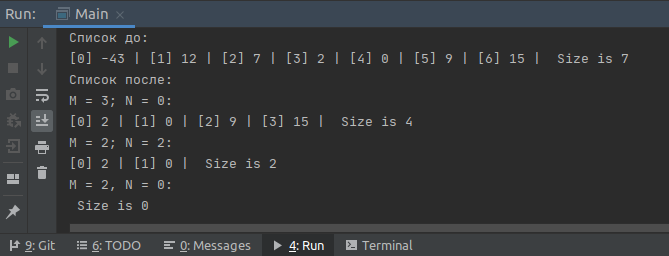 Run: Main ×
Список до:
[0] -43 | [1] 12 | [2] 7 | [3] 2 | [4] 0 | [5] 9 | [6] 15 |  Size is 7
Список после:
M = 3; N = 0:
[0] 2 | [1] 0 | [2] 9 | [3] 15 |  Size is 4
M = 2; N = 2:
[0] 2 | [1] 0 |  Size is 2
M = 2, N = 0:
 Size is 0
9: Git 6: TODO 0: Messages 4: Run Terminal